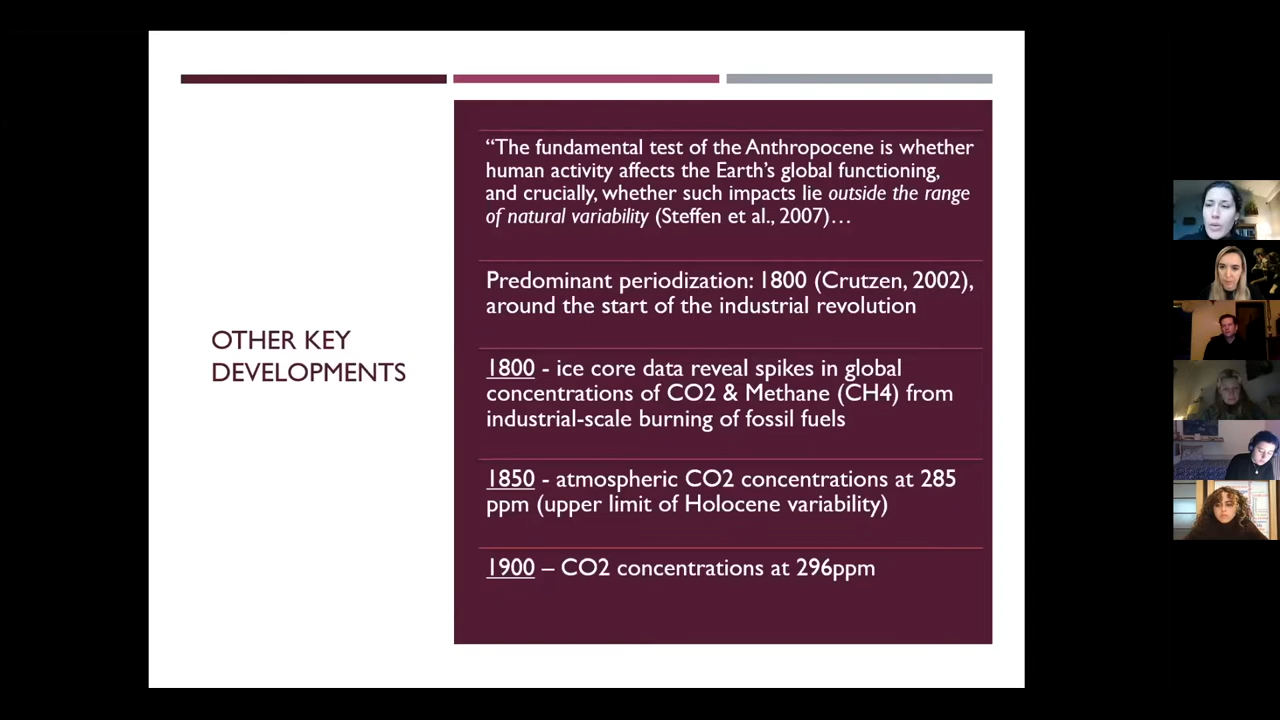 OTHER KEY
DEVELOPMENTS
“The fundamental test of the Anthropocene is whether
human activity affects the Earth’s global functioning,
and crucially, whether such impacts lie outside the range
of natural variability (Steffen et al., 2007)…
Predominant periodization: 1800 (Crutzen, 2002),
around the start of the industrial revolution
1800 - ice core data reveal spikes in global
concentrations of CO2 & Methane (CH4) from
industrial-scale burning of fossil fuels
1850 - atmospheric CO2 concentrations at 285
ppm (upper limit of Holocene variability)
1900 – CO2 concentrations at 296ppm